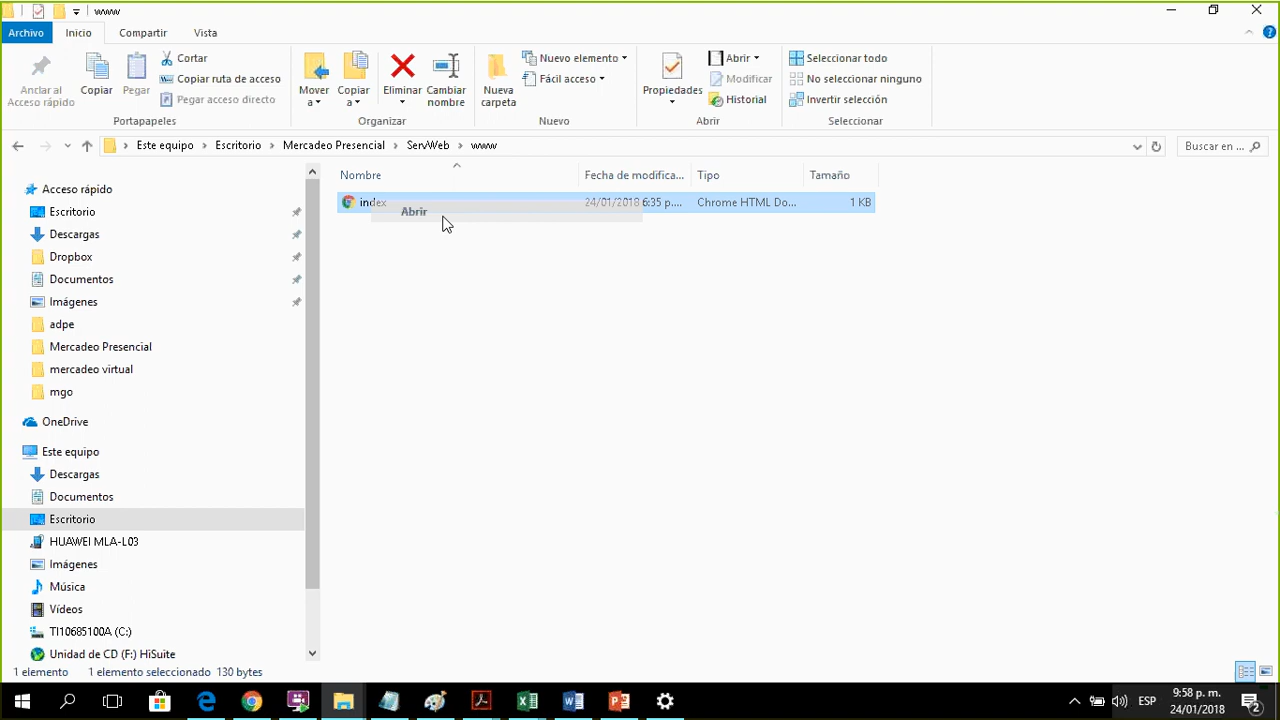 www
Archivo Inicio Compartir Vista
Anclar al Acceso rápido
Copiar
Pegar
Cortar
Copiar ruta de acceso
Pegar acceso directo
Portapapeles
Mover a
Copiar a
Eliminar
Cambiar nombre
Organizar
Nueva carpeta
Nuevo elemento
Fácil acceso
Nuevo
Propiedades
Abrir
Modificar
Historial
Abrir
Seleccionar todo
No seleccionar ninguno
Invertir selección
Seleccionar
Este equipo > Escritorio > Mercadeo Presencial > ServWeb > www
Buscar en ...
Nombre Fecha de modifica... Tipo Tamaño
index 24/01/2018 6:35 p.... Chrome HTML Do... 1 KB
Abrir
Acceso rápido
Escritorio
Descargas
Dropbox
Documentos
Imágenes
adpe
Mercadeo Presencial
mercadeo virtual
mgo
OneDrive
Este equipo
Descargas
Documentos
Escritorio
HUAWEI MLA-L03
Imágenes
Música
Vídeos
TI10685100A (C:)
Unidad de CD (F:) HiSuite
1 elemento 1 elemento seleccionado 130 bytes
ESP
9:58 p. m.
24/01/2018
2